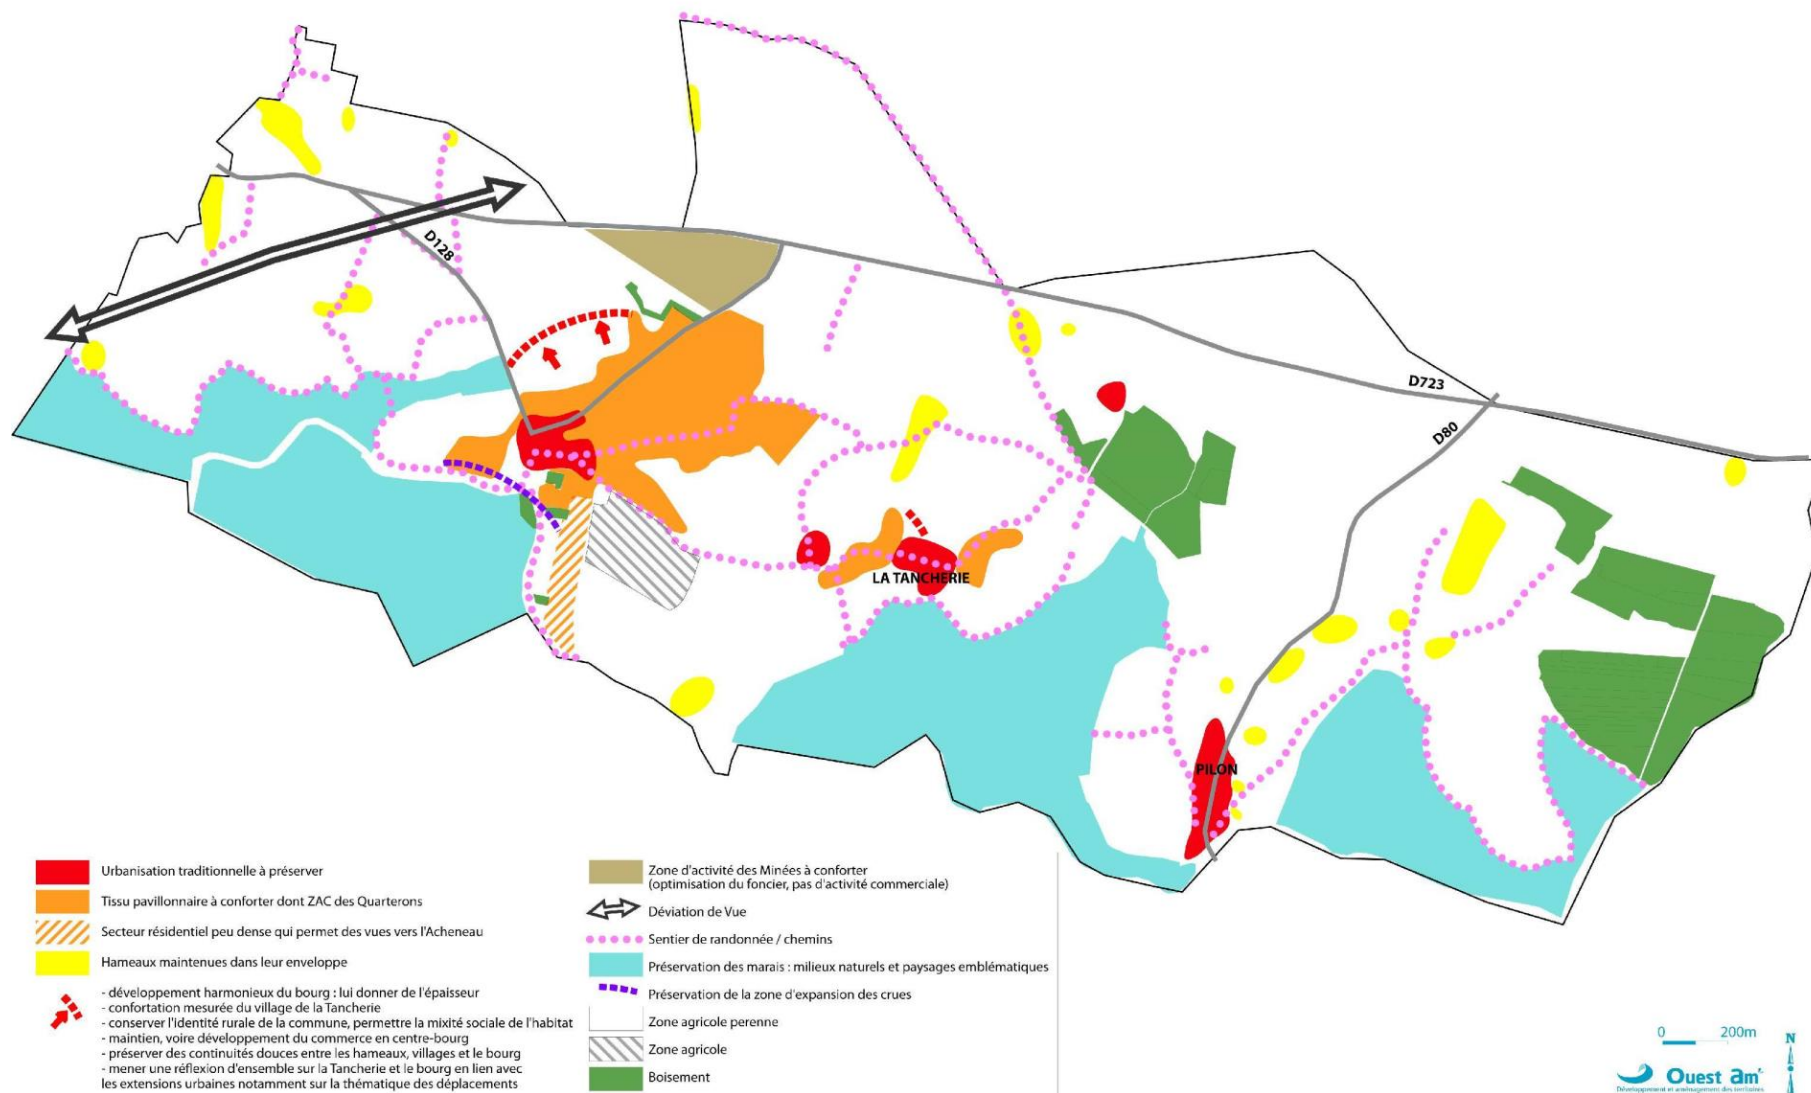 D128
D723
D80
LA TANCHERIE
PILON
Urbanisation traditionnelle à préserver
Tissu pavillonnaire à conforter dont ZAC des Quarterons
Secteur résidentiel peu dense qui permet des vues vers l'Acheneau
Hameaux maintenues dans leur enveloppe
- développement harmonieux du bourg : lui donner de l'épaisseur
- confortation mesurée du village de la Tancherie
- conserver l'identité rurale de la commune, permettre la mixité sociale de l'habitat
- maintien, voire développement du commerce en centre-bourg
- préserver des continuités douces entre les hameaux, villages et le bourg
- mener une réflexion d'ensemble sur la Tancherie et le bourg en lien avec
les extensions urbaines notamment sur la thématique des déplacements
Zone d'activité des Minées à conforter
(optimisation du foncier, pas d'activité commerciale)
Déviation de Vue
Sentier de randonnée / chemins
Préservation des marais : milieux naturels et paysages emblématiques
Préservation de la zone d'expansion des crues
Zone agricole perenne
Zone agricole
Boisement
0 200m
N
Ouest am'
Développement et aménagement des territoires